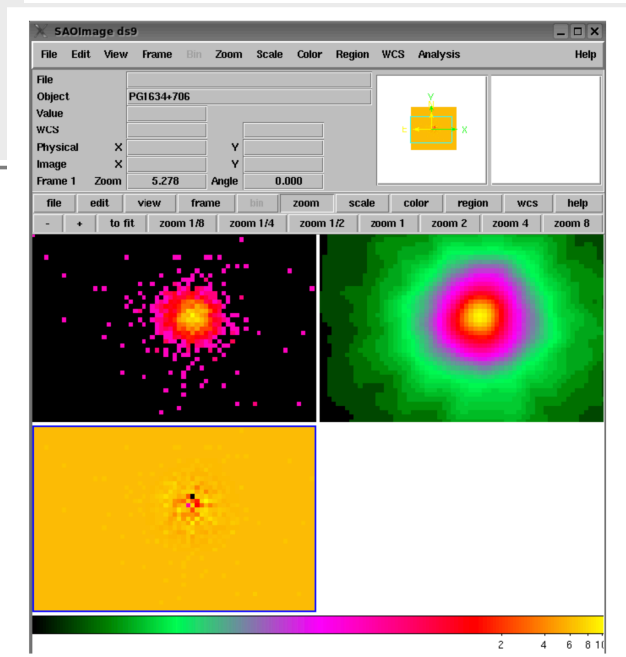 SAOImage ds9
File Edit View Frame Bin Zoom Scale Color Region WCS Analysis Help
File
Object PG1634+706
Value
WCS
Physical X Y
Image X Y
Frame 1 Zoom 5.278 Angle 0.000
Y
X
file edit view frame bin zoom scale color region wcs help
- + to fit zoom 1/8 zoom 1/4 zoom 1/2 zoom 1 zoom 2 zoom 4 zoom 8
2 4 6 8